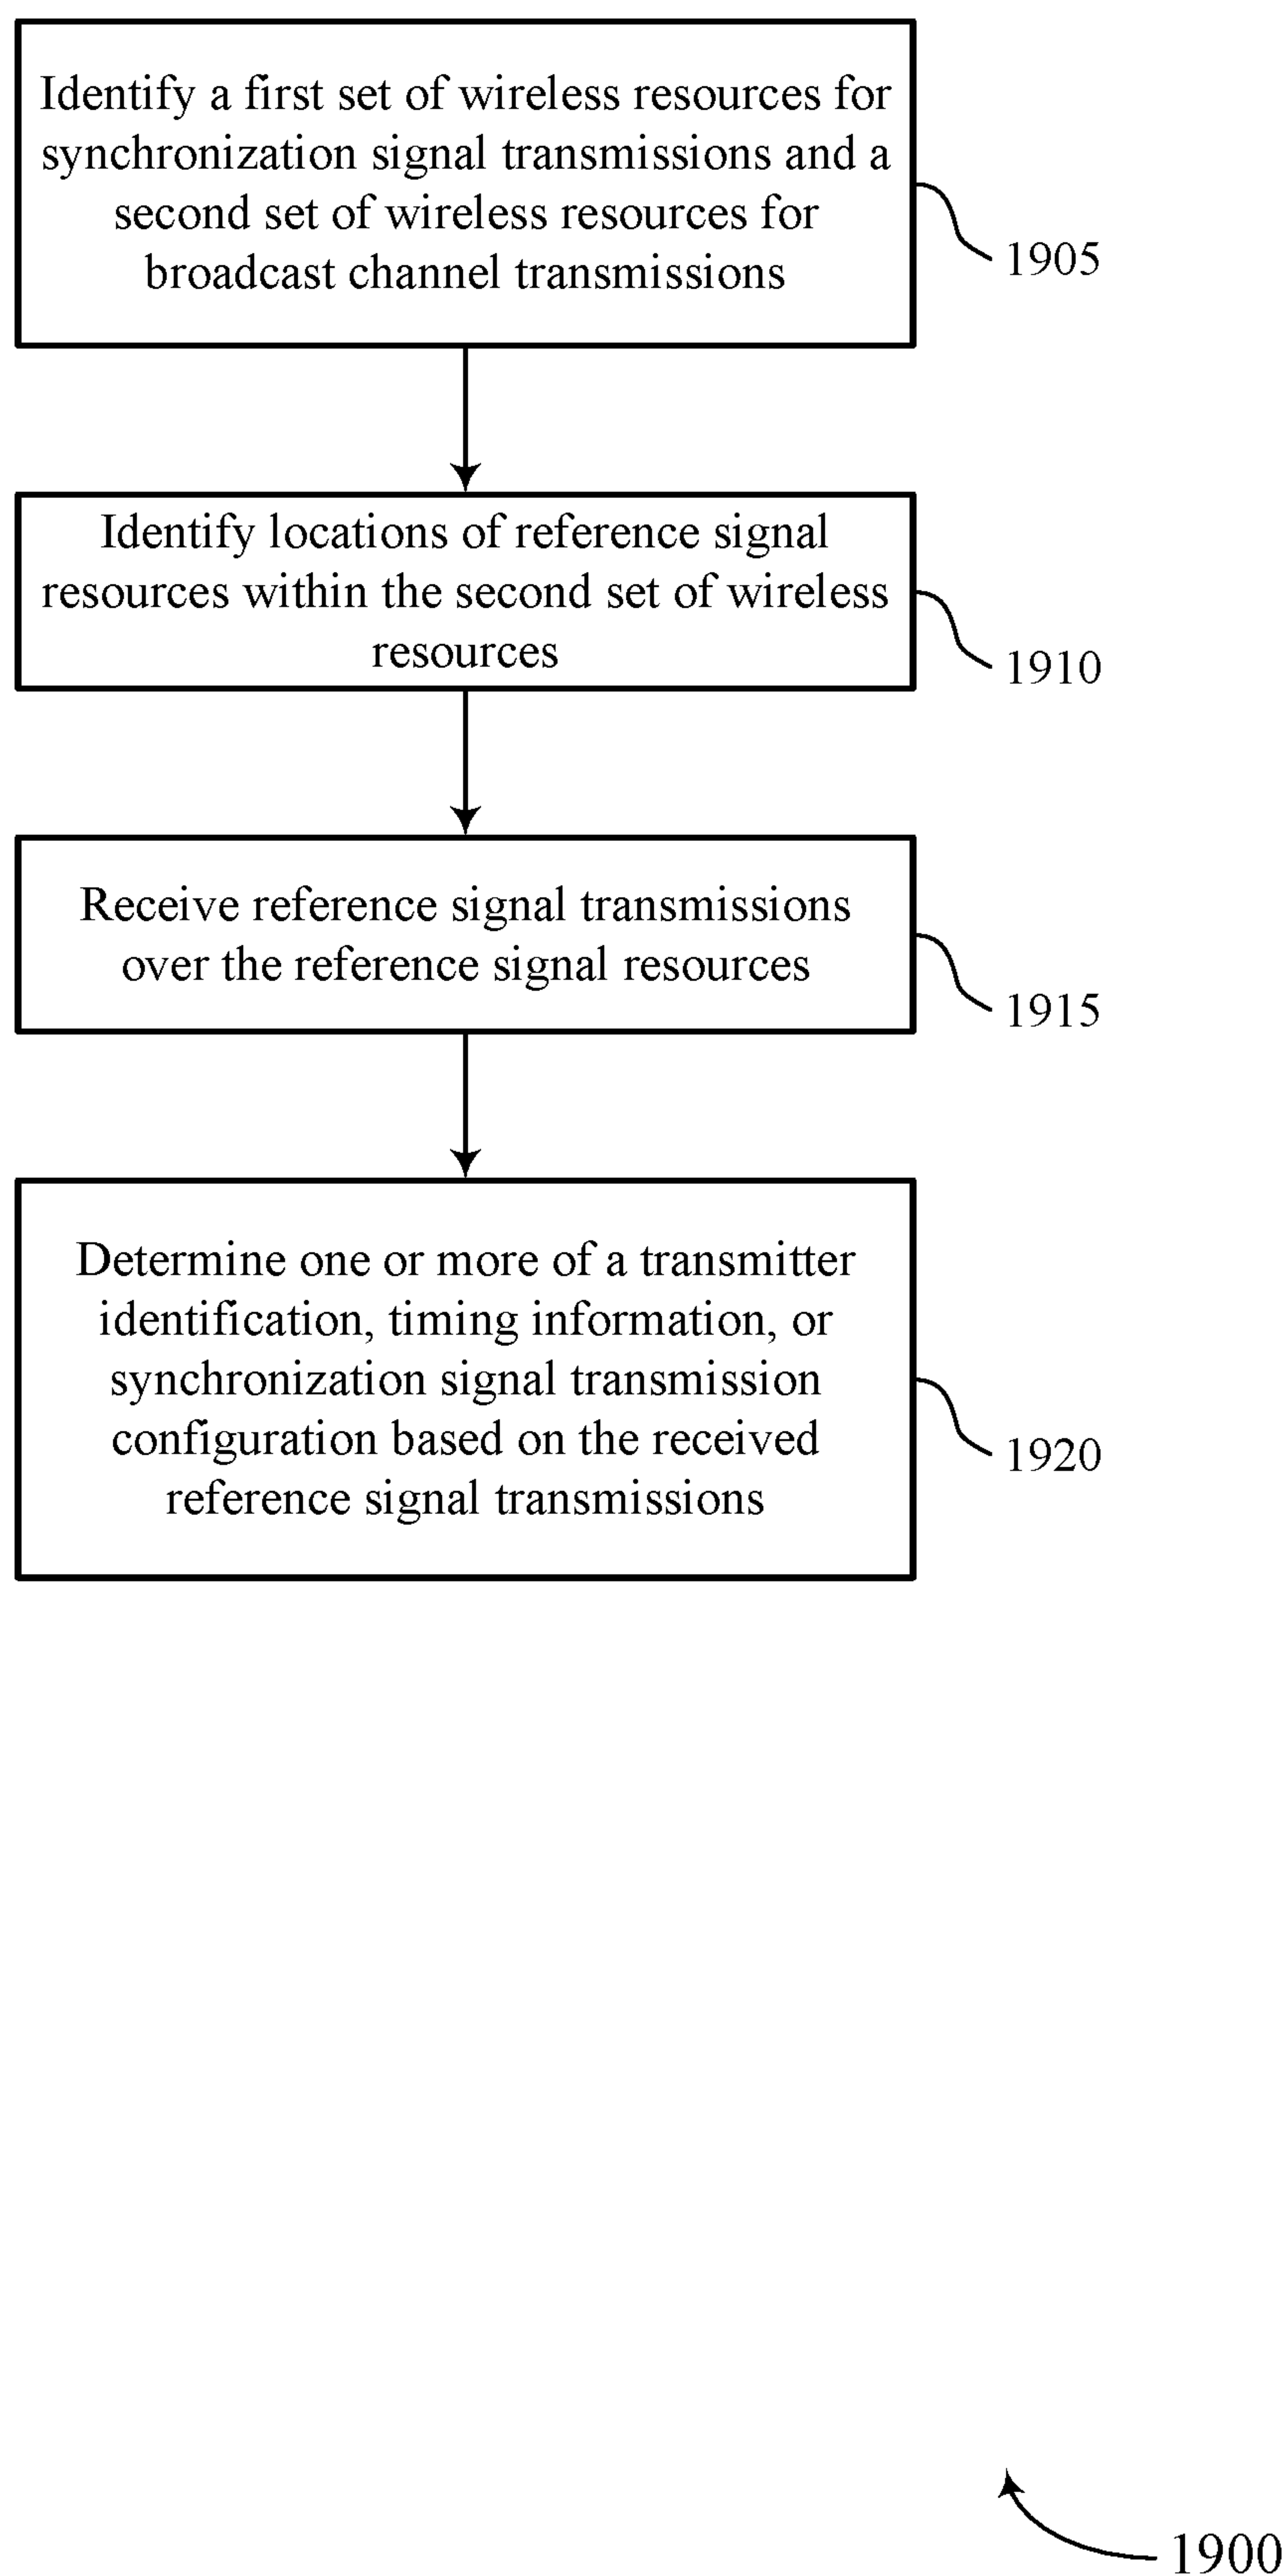 Identify a first set of wireless resources for
synchronization signal transmissions and a
second set of wireless resources for
broadcast channel transmissions
1905
Identify locations of reference signal
resources within the second set of wireless
resources
1910
Receive reference signal transmissions
over the reference signal resources
1915
Determine one or more of a transmitter
identification, timing information, or
synchronization signal transmission
configuration based on the received
reference signal transmissions
1920
1900